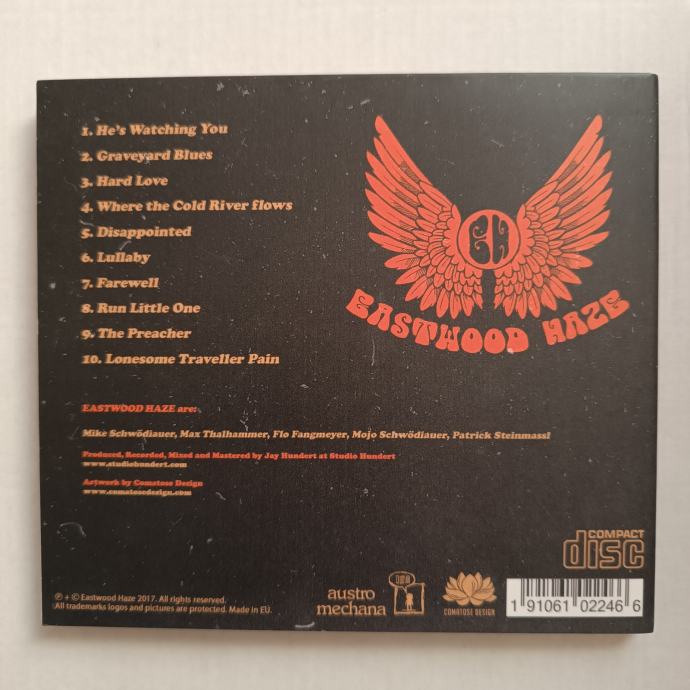 1. He's Watching You
2. Graveyard Blues
3. Hard Love
4. Where the Cold River flows
5. Disappointed
6. Lullaby
7. Farewell
8. Run Little One
9. The Preacher
10. Lonesome Traveller Pain
EH
EASTWOOD HAZE
EASTWOOD HAZE are:
Mike Schwödiauer, Max Thalhammer, Flo Fangmeyer, Mojo Schwödiauer, Patrick Steinmassl
Produced, Recorded, Mixed and Mastered by Jay Hundert at Studio Hundert
www.studiohundert.com
Artwork by Comatose Design
www.comatosedesign.com
COMPACT
disc
℗ + © Eastwood Haze 2017. All rights reserved.
All trademarks logos and pictures are protected. Made in EU.
austro
mechana
COMATOSE DESIGN
1 91061 02246 6